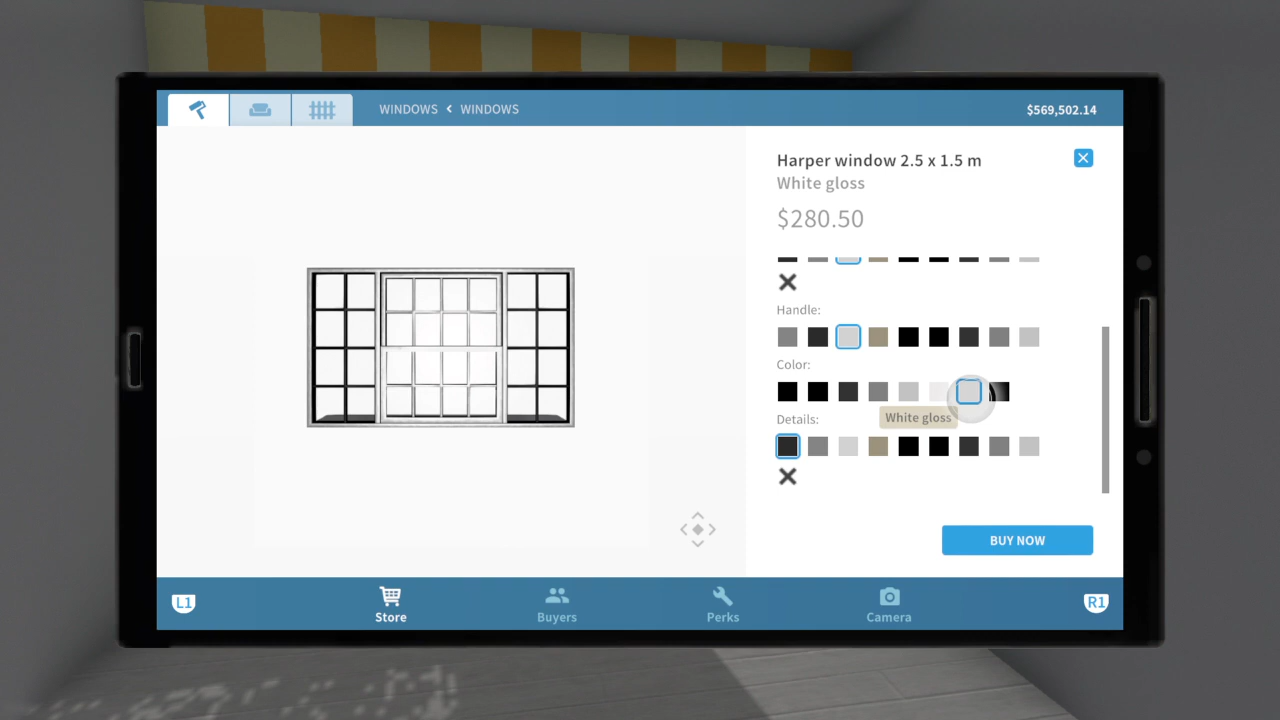 WINDOWS < WINDOWS
$569,502.14
Harper window 2.5 x 1.5 m
White gloss
$280.50
Handle:
Color:
White gloss
Details:
BUY NOW
L1
Store
Buyers
Perks
Camera
R1